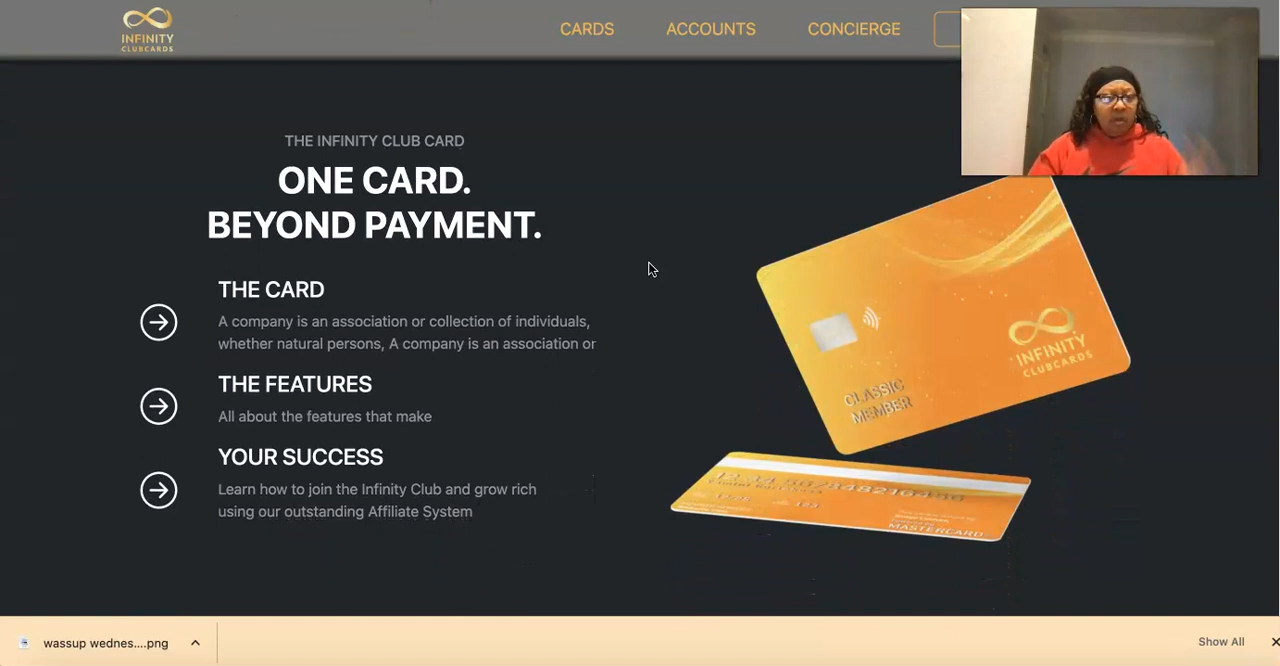 INFINITY
CLUBCARDS
CARDS
ACCOUNTS
CONCIERGE
THE INFINITY CLUB CARD
ONE CARD.
BEYOND PAYMENT.
THE CARD
A company is an association or collection of individuals,
whether natural persons, A company is an association or
THE FEATURES
All about the features that make
YOUR SUCCESS
Learn how to join the Infinity Club and grow rich
using our outstanding Affiliate System
INFINITY
CLUBCARDS
CLASSIC
MEMBER
MASTERCARD
wassup wednes....png
Show All